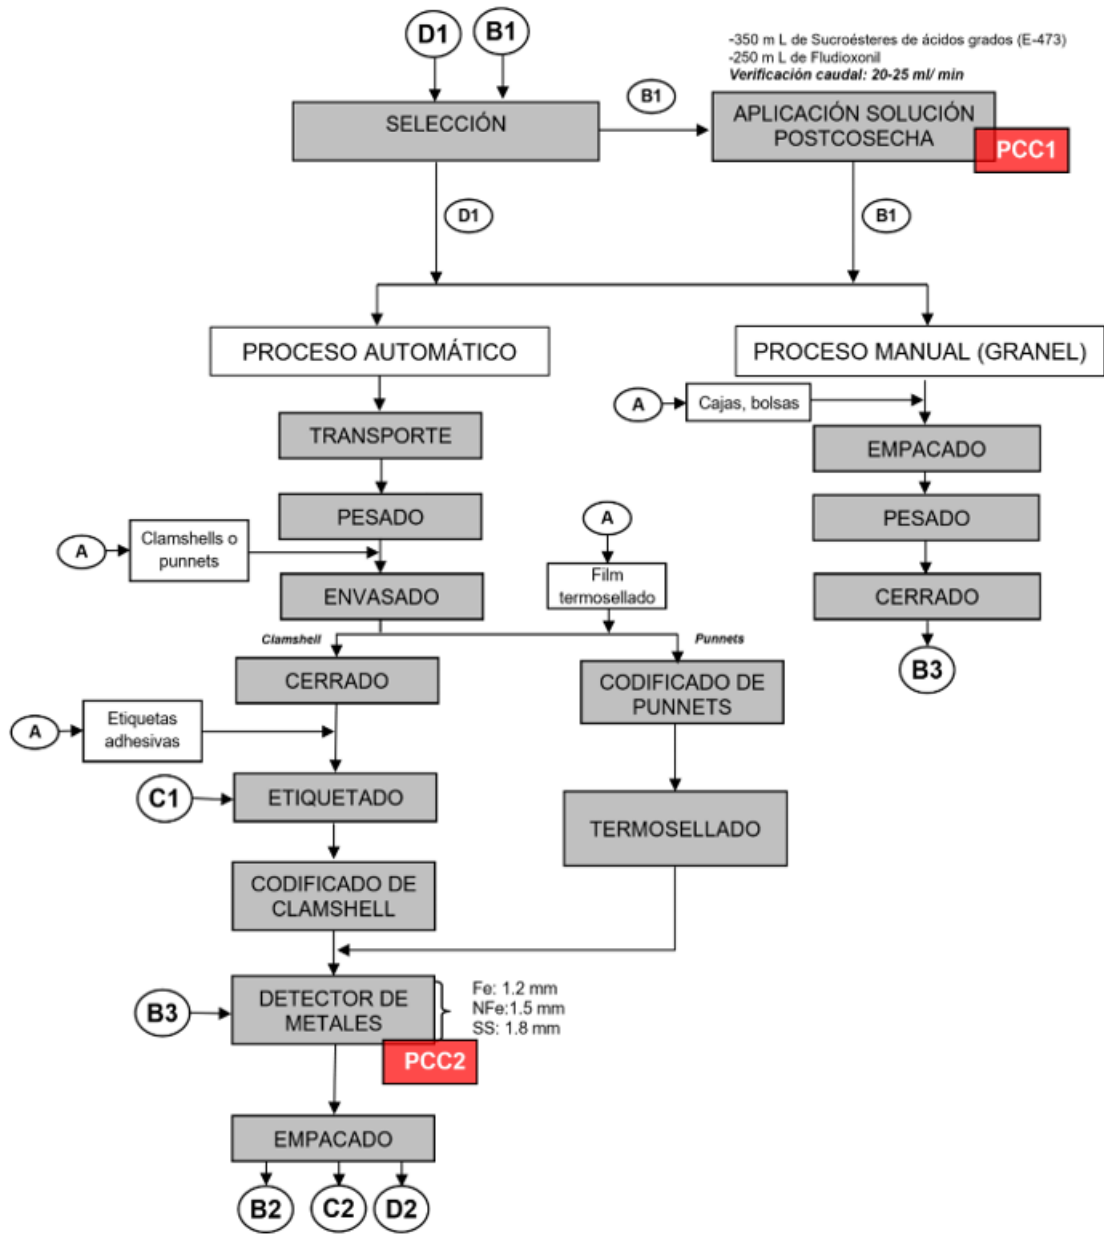 D1
B1
-350 m L de Sucroésteres de ácidos grados (E-473)
-250 m L de Fludioxonil
Verificación caudal: 20-25 ml/ min
SELECCIÓN
B1
APLICACIÓN SOLUCIÓN
POSTCOSECHA
PCC1
D1
B1
PROCESO AUTOMÁTICO
PROCESO MANUAL (GRANEL)
A
Cajas, bolsas
TRANSPORTE
EMPACADO
PESADO
A
PESADO
A
Clamshells o
punnets
Film
termosellado
ENVASADO
CERRADO
Clamshell
Punnets
B3
CERRADO
CODIFICADO DE
PUNNETS
A
Etiquetas
adhesivas
C1
ETIQUETADO
TERMOSELLADO
CODIFICADO DE
CLAMSHELL
B3
DETECTOR DE
METALES
Fe: 1.2 mm
NFe:1.5 mm
SS: 1.8 mm
PCC2
EMPACADO
B2
C2
D2